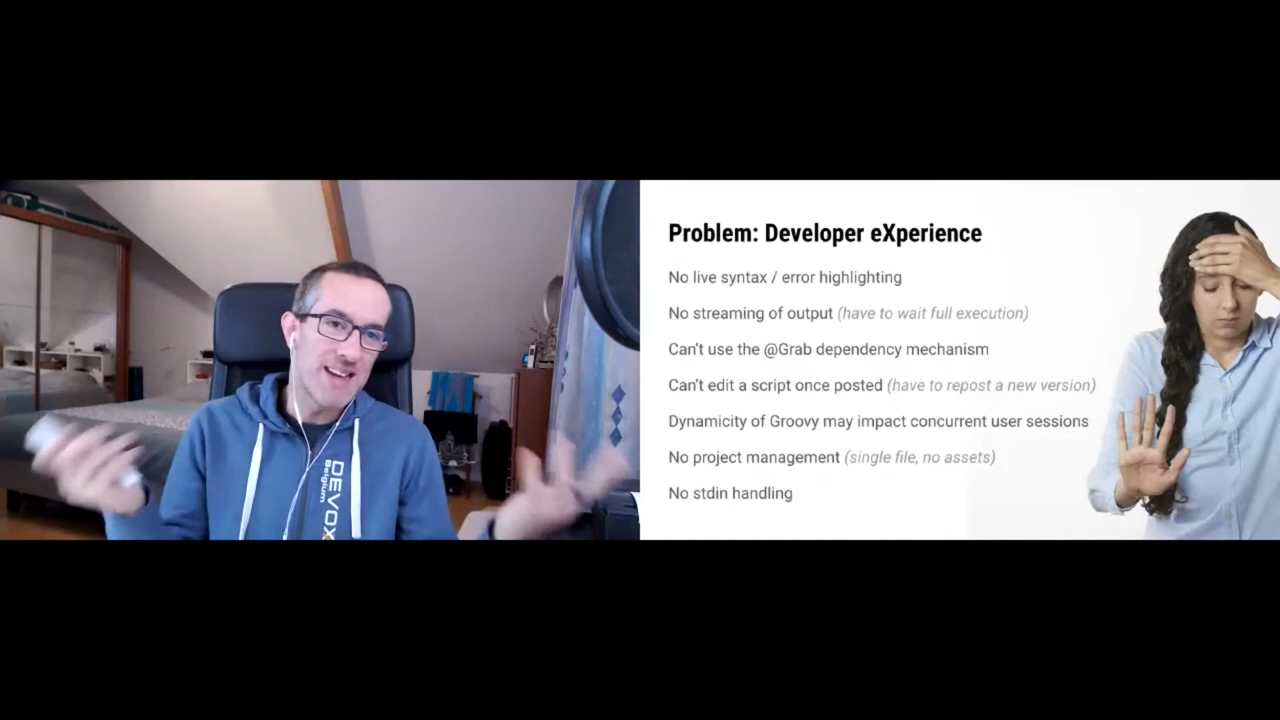 DEVOX
Belgium
Problem: Developer eXperience
No live syntax / error highlighting
No streaming of output (have to wait full execution)
Can't use the @Grab dependency mechanism
Can't edit a script once posted (have to repost a new version)
Dynamicity of Groovy may impact concurrent user sessions
No project management (single file, no assets)
No stdin handling